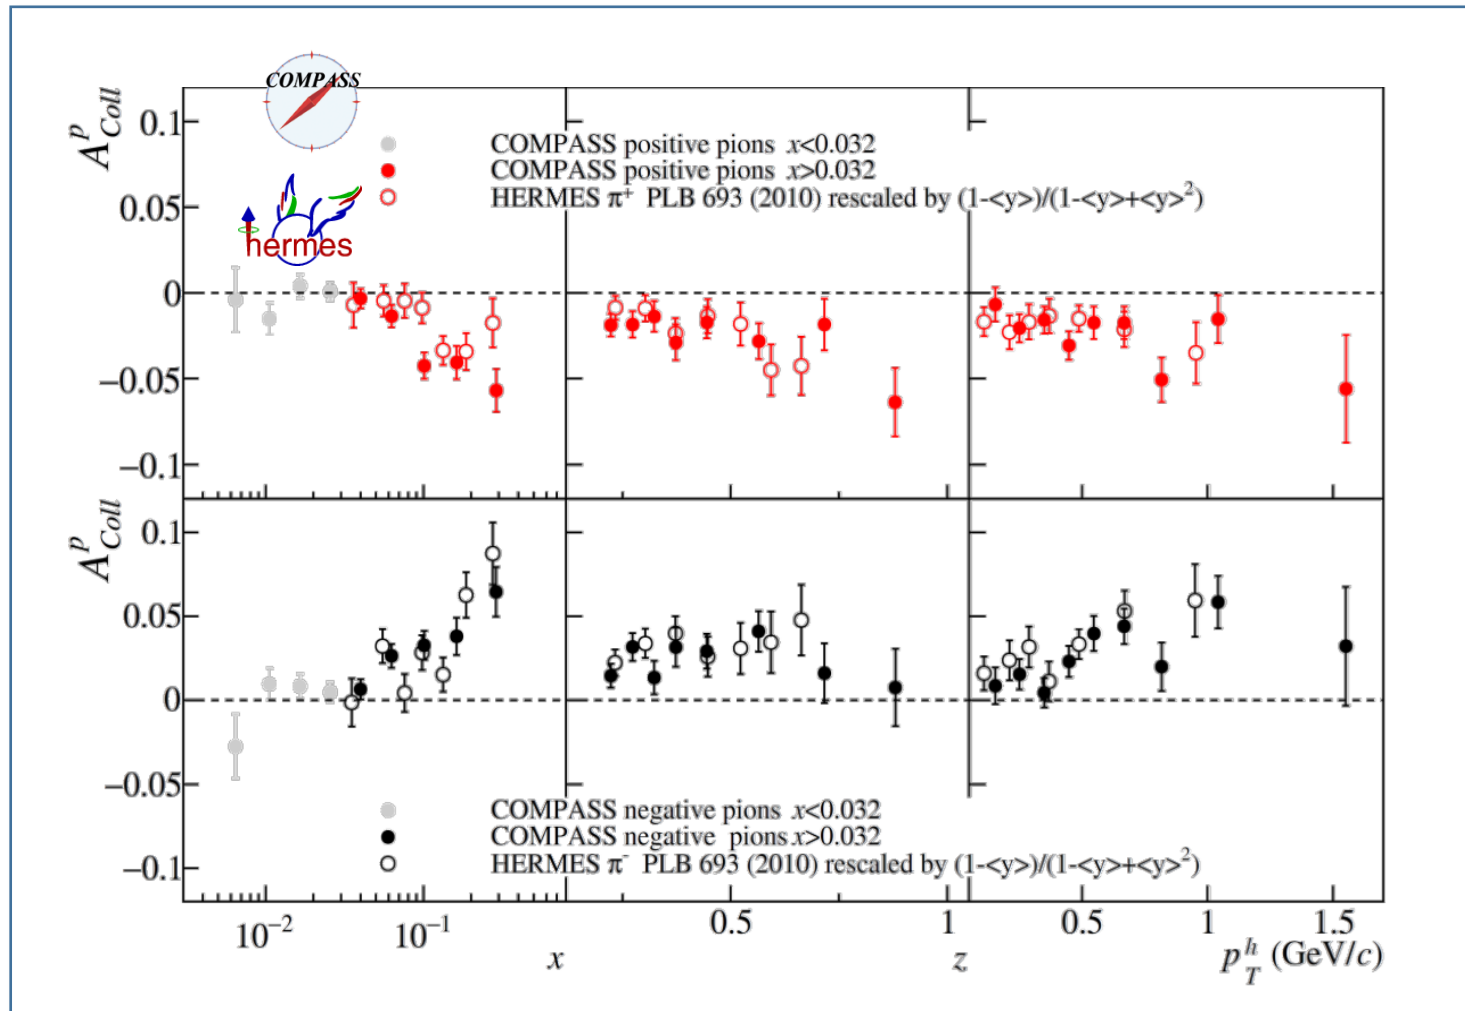 COMPASS
A^p_Coll
0.1
COMPASS positive pions x<0.032
COMPASS positive pions x>0.032
0.05
HERMES π⁺ PLB 693 (2010) rescaled by (1-<y>)/(1-<y>+<y>²)
hermes
0
−0.05
−0.1
A^p_Coll
0.1
0.05
0
−0.05
COMPASS negative pions x<0.032
COMPASS negative pions x>0.032
HERMES π⁻ PLB 693 (2010) rescaled by (1-<y>)/(1-<y>+<y>²)
−0.1
10⁻² 10⁻¹ 0.5 1 0.5 1 1.5
x z p_T^h (GeV/c)